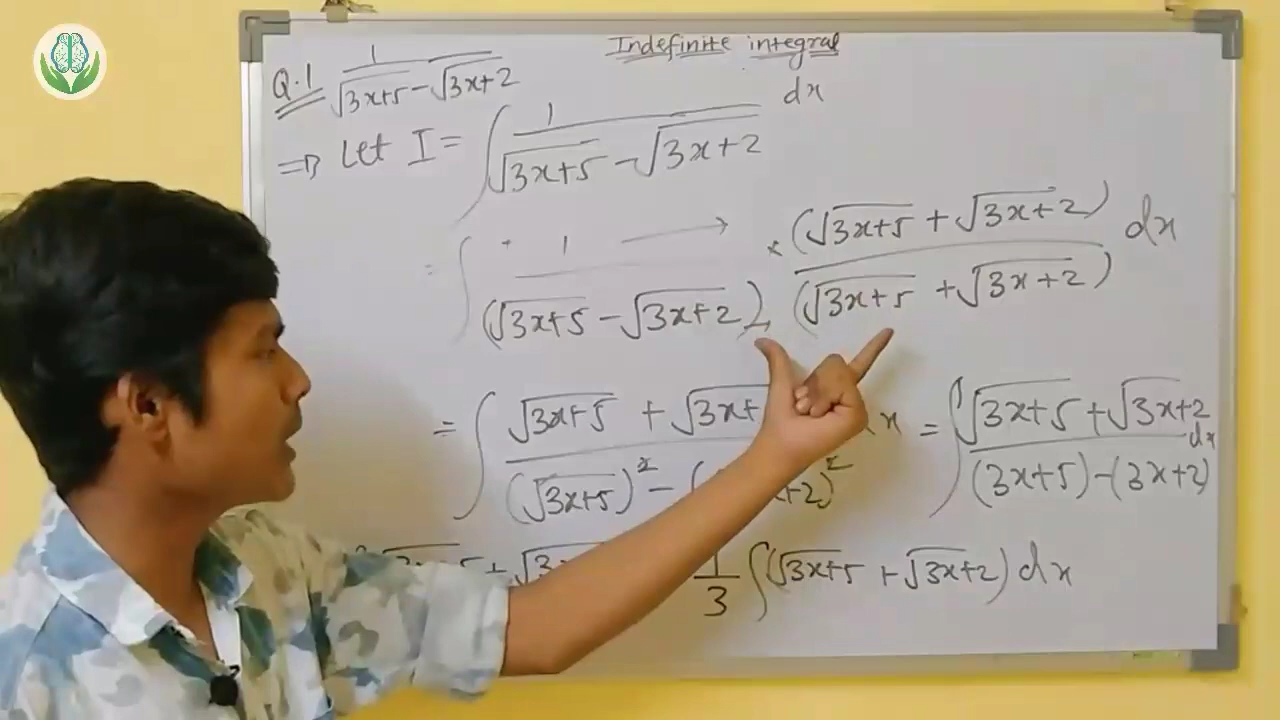 Indefinite integral
Q.1 1/(√3x+5 - √3x+2)
=> Let I = ∫ 1/(√3x+5 - √3x+2) dx
= ∫ 1/(√3x+5 - √3x+2) × (√3x+5 + √3x+2)/(√3x+5 + √3x+2) dx
= ∫ (√3x+5 + √3x+)/((√3x+5)² - (x+2)²) x = ∫ (√3x+5 + √3x+2)/((3x+5)-(3x+2)) dx
√3x+5 + √3x 1/3 ∫(√3x+5 + √3x+2) dx